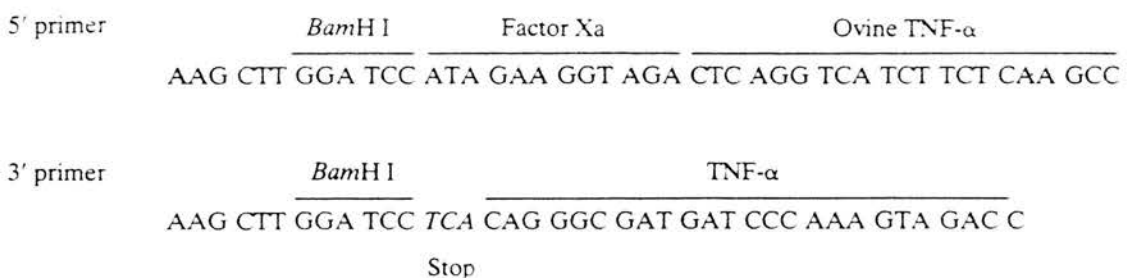 5′ primer BamH I Factor Xa Ovine TNF-α
AAG CTT GGA TCC ATA GAA GGT AGA CTC AGG TCA TCT TCT CAA GCC
3′ primer BamH I TNF-α
AAG CTT GGA TCC TCA CAG GGC GAT GAT CCC AAA GTA GAC C
Stop